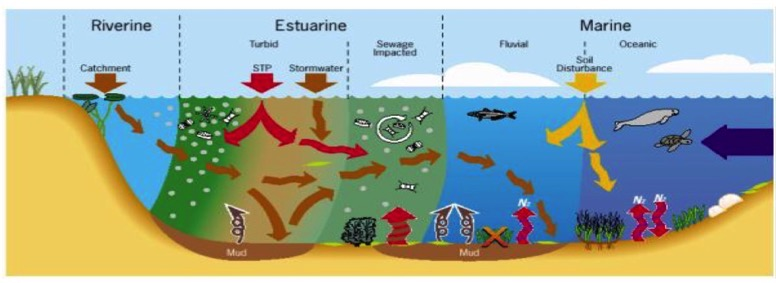 Riverine
Estuarine
Marine
Turbid
Sewage
Impacted
Fluvial
Oceanic
Catchment
STP
Stormwater
Soil
Disturbance
N₂
N₂
N₂
Mud
Mud